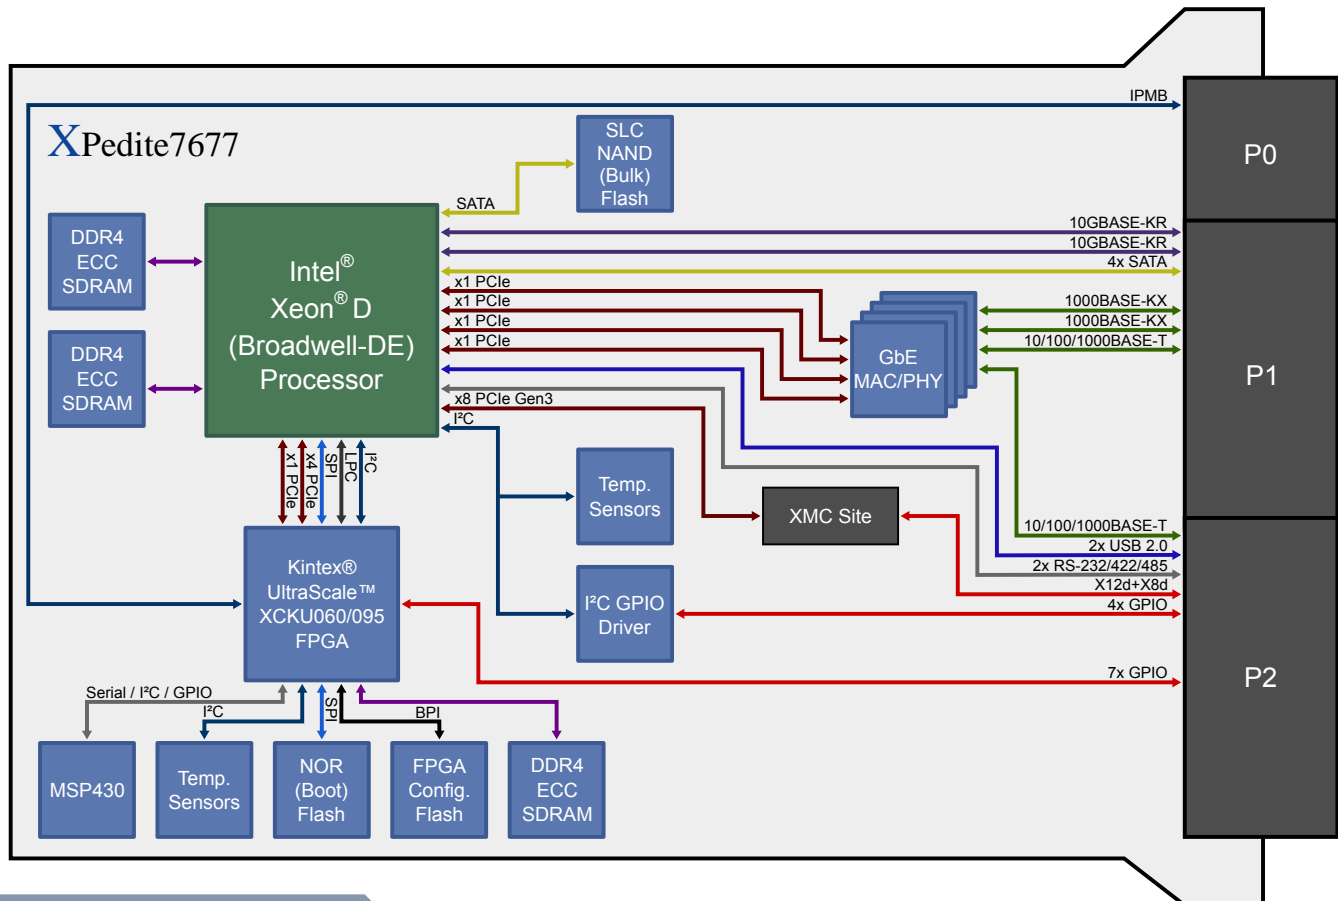 IPMB
P0
XPedite7677
SLC
NAND
(Bulk)
Flash
SATA
DDR4
ECC
SDRAM
Intel® 
Xeon® D
(Broadwell-DE)
Processor
10GBASE-KR
10GBASE-KR
4x SATA
x1 PCIe
x1 PCIe
x1 PCIe
x1 PCIe
1000BASE-KX
1000BASE-KX
10/100/1000BASE-T
GbE
MAC/PHY
P1
DDR4
ECC
SDRAM
x8 PCIe Gen3
I²C
x1 PCIe
x4 PCIe
SPI
LPC
I²C
Temp.
Sensors
XMC Site
10/100/1000BASE-T
2x USB 2.0
2x RS-232/422/485
X12d+X8d
4x GPIO
Kintex®
UltraScale™
XCKU060/095
FPGA
I²C GPIO
Driver
7x GPIO
P2
Serial / I²C / GPIO
I²C
SPI
BPI
MSP430
Temp.
Sensors
NOR
(Boot)
Flash
FPGA
Config.
Flash
DDR4
ECC
SDRAM